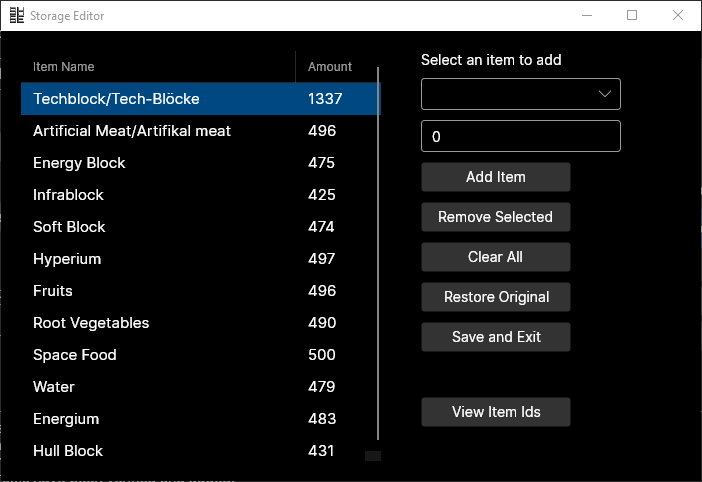 Storage Editor
Item Name Amount
Techblock/Tech-Blöcke 1337
Artificial Meat/Artifikal meat 496
Energy Block 475
Infrablock 425
Soft Block 474
Hyperium 497
Fruits 496
Root Vegetables 490
Space Food 500
Water 479
Energium 483
Hull Block 431
Select an item to add
0
Add Item
Remove Selected
Clear All
Restore Original
Save and Exit
View Item Ids